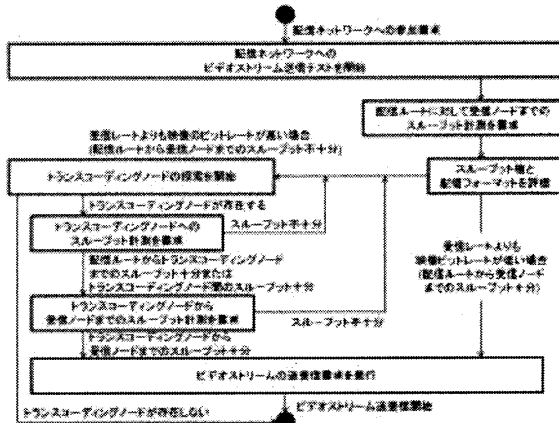 配信ネットワークへの参加要求
配信ネットワークへの
ビデオストリーム送信テストを開始
配信ルートに対して受信ノードまでの
スループット計測を要求
受信レートよりも映像のビットレートが高い場合
(配信ルートから受信ノードまでのスループット不十分)
トランスコーディングノードの探索を開始
スループット値と
配信フォーマットを評価
トランスコーディングノードが存在する
スループット不十分
トランスコーディングノードへの
スループット計測を要求
配信ルートからトランスコーディングノード
までのスループット十分または
トランスコーディングノード間のスループット十分
受信レートよりも
映像ビットレートが低い場合
(配信ルートから受信ノード
までのスループット十分)
トランスコーディングノードから
受信ノードまでのスループット計測を要求
スループット不十分
トランスコーディングノードから
受信ノードまでのスループット十分
ビデオストリームの送受信要求を発行
トランスコーディングノードが存在しない
ビデオストリーム送受信開始